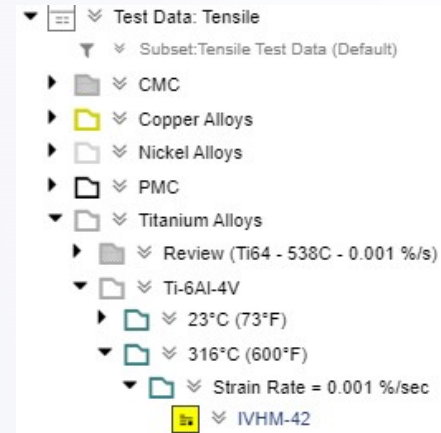 Test Data: Tensile
Subset:Tensile Test Data (Default)
CMC
Copper Alloys
Nickel Alloys
PMC
Titanium Alloys
Review (Ti64 - 538C - 0.001 %/s)
Ti-6Al-4V
23°C (73°F)
316°C (600°F)
Strain Rate = 0.001 %/sec
IVHM-42